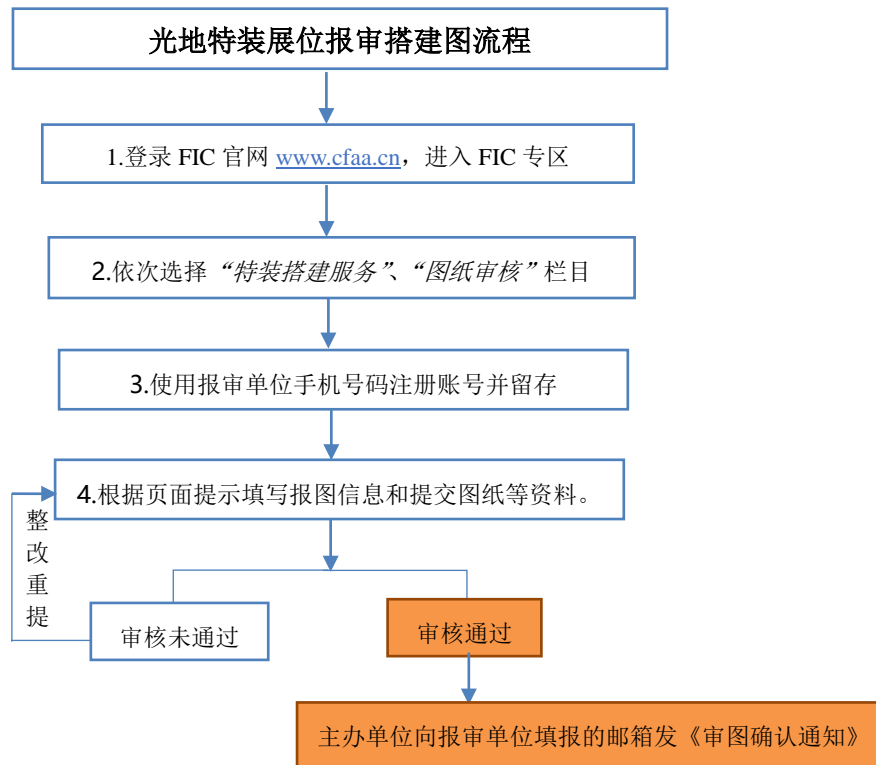 光地特装展位报审搭建图流程
1.登录 FIC 官网 www.cfaa.cn，进入 FIC 专区
2.依次选择“特装搭建服务”、“图纸审核”栏目
3.使用报审单位手机号码注册账号并留存
4.根据页面提示填写报图信息和提交图纸等资料。
整
改
重
提
审核未通过
审核通过
主办单位向报审单位填报的邮箱发《审图确认通知》